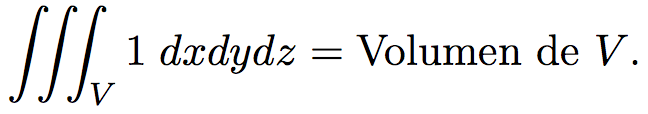 ∭_V 1 dxdydz = Volumen de V.